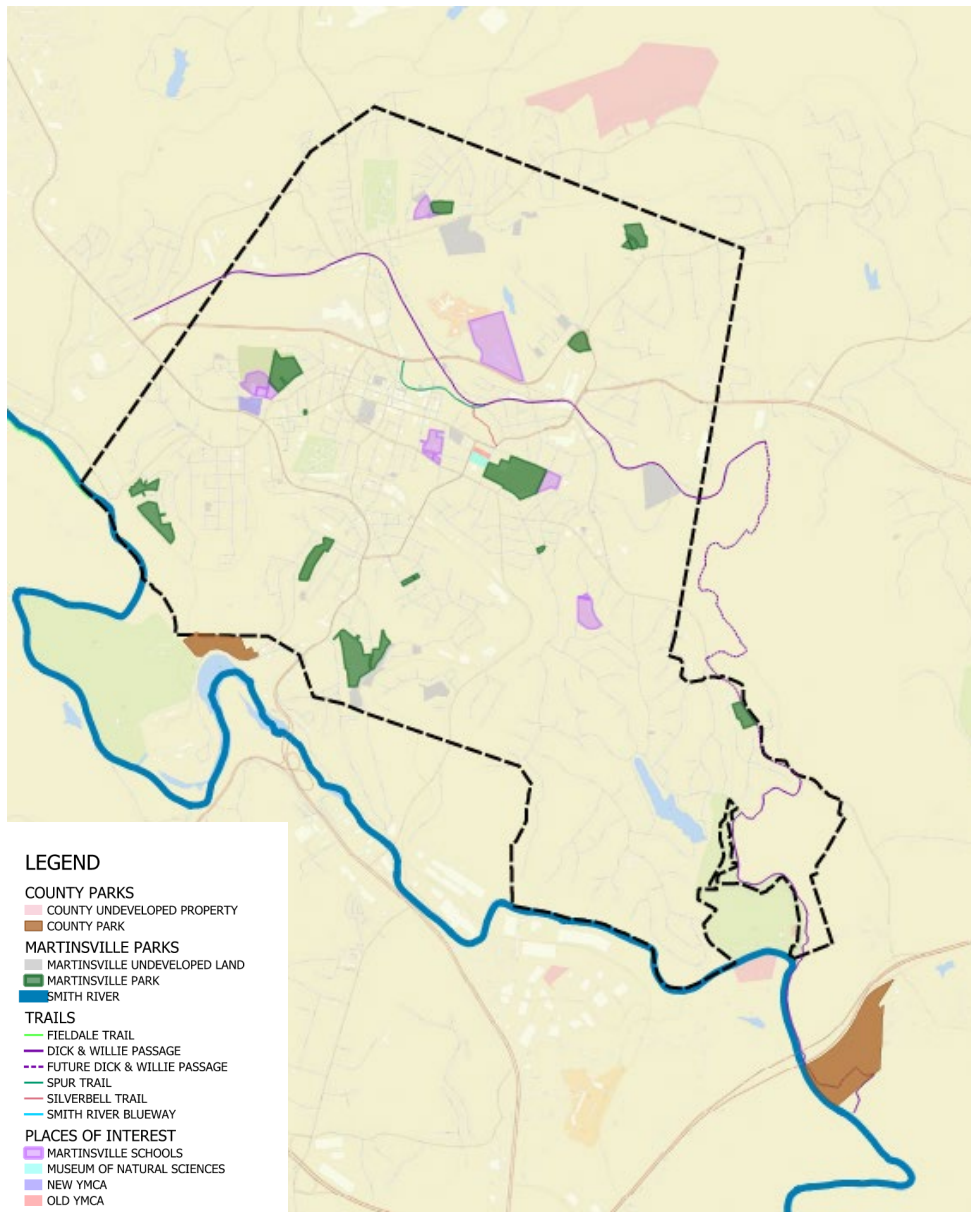 LEGEND
COUNTY PARKS
COUNTY UNDEVELOPED PROPERTY
COUNTY PARK
MARTINSVILLE PARKS
MARTINSVILLE UNDEVELOPED LAND
MARTINSVILLE PARK
SMITH RIVER
TRAILS
FIELDALE TRAIL
DICK & WILLIE PASSAGE
FUTURE DICK & WILLIE PASSAGE
SPUR TRAIL
SILVERBELL TRAIL
SMITH RIVER BLUEWAY
PLACES OF INTEREST
MARTINSVILLE SCHOOLS
MUSEUM OF NATURAL SCIENCES
NEW YMCA
OLD YMCA